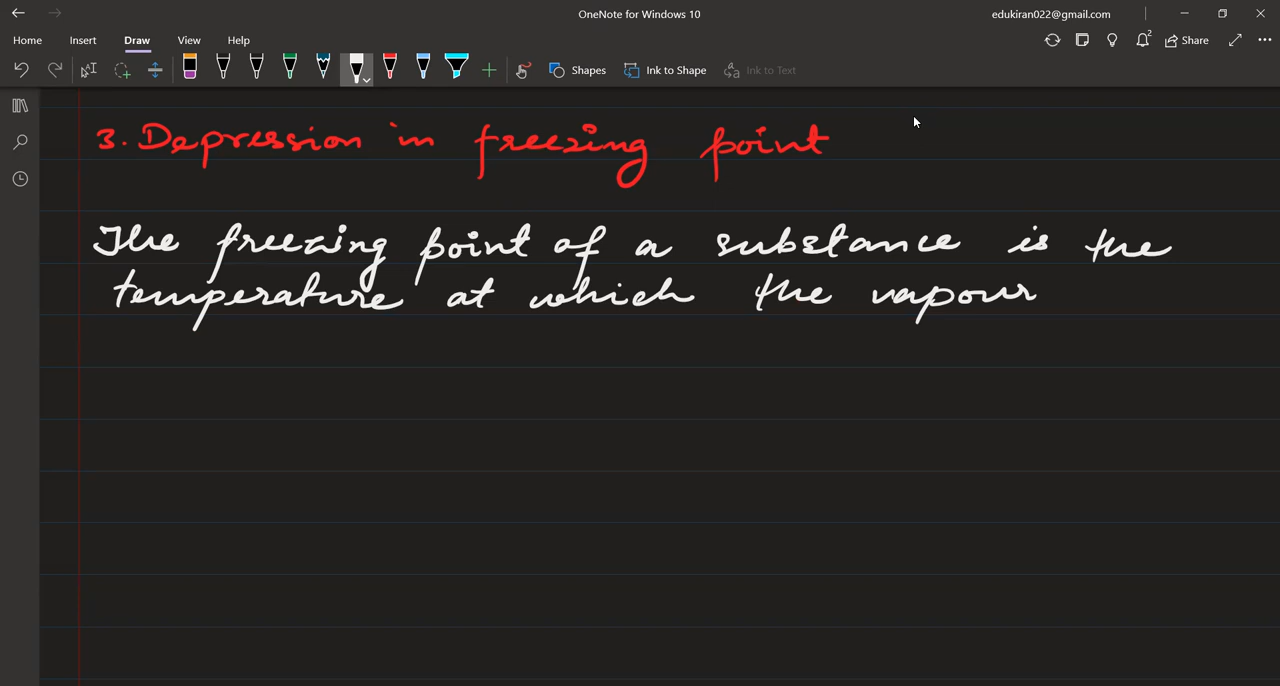 OneNote for Windows 10
edukiran022@gmail.com
Home Insert Draw View Help
Share
Shapes Ink to Shape Ink to Text
3. Depression in freezing point
The freezing point of a substance is the
temperature at which the vapour